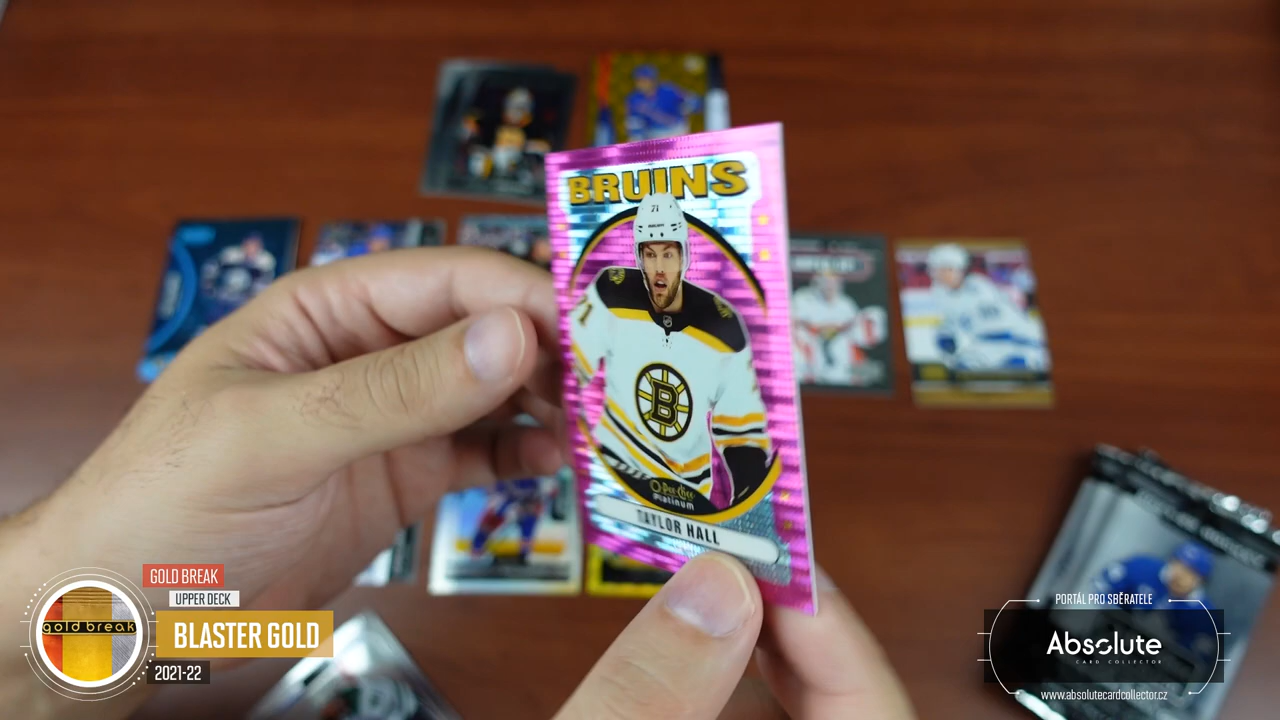 BRUINS
71
71
B
O-Pee-Chee
Platinum
TAYLOR HALL
GOLD BREAK
UPPER DECK
BLASTER GOLD
2021-22
gold break
PORTÁL PRO SBĚRATELE
Absolute
CARD COLLECTOR
www.absolutecardcollector.cz